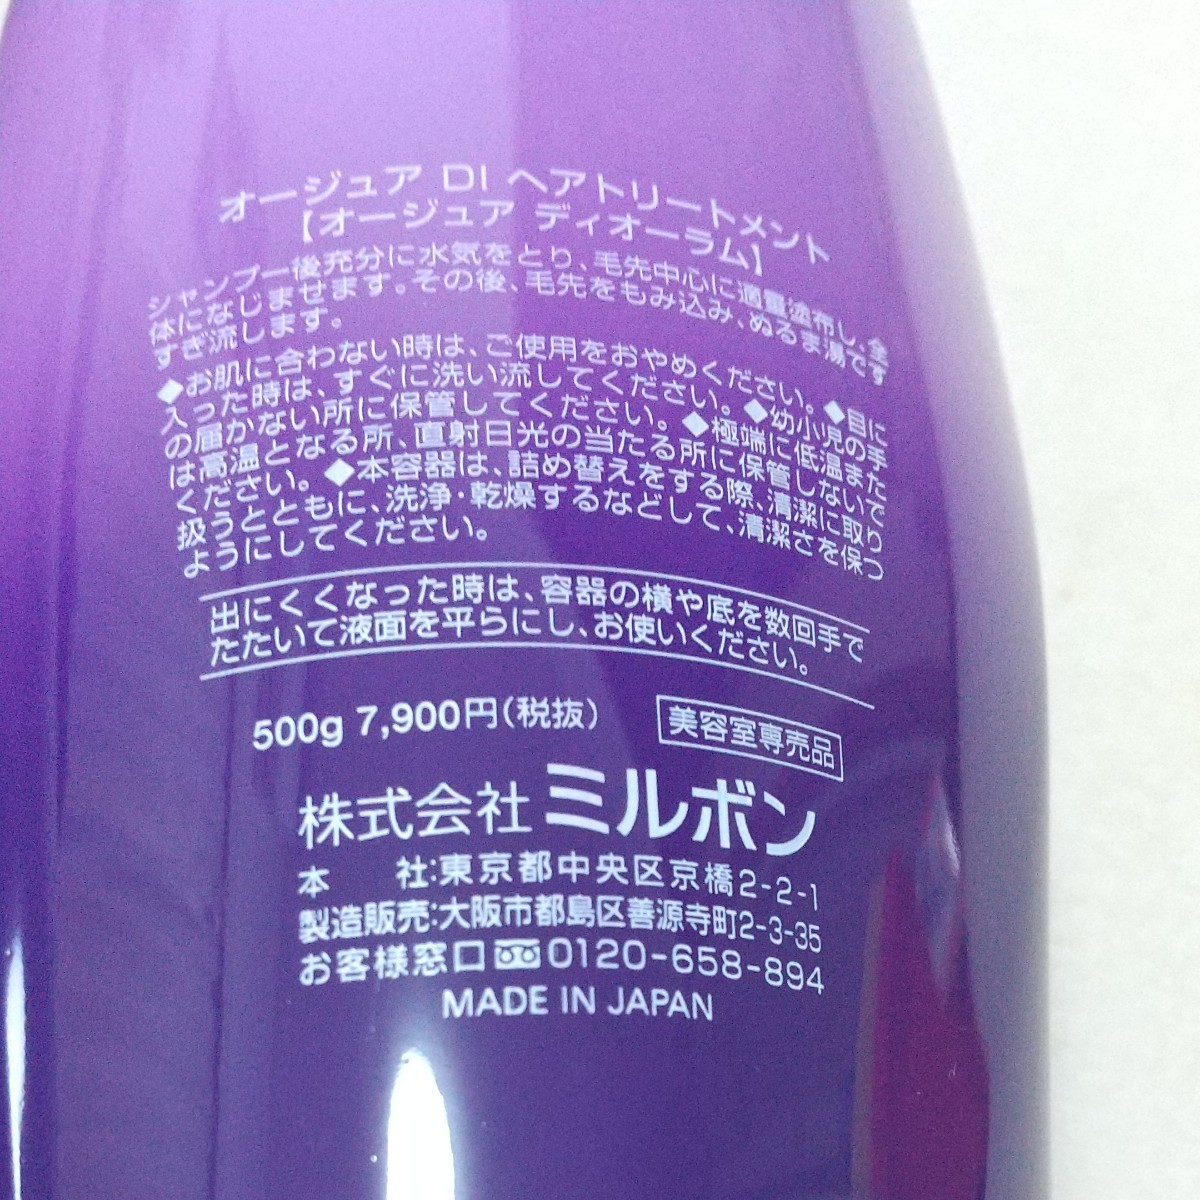 オージュア DI ヘアトリートメント
【オージュア ディオーラム】
シャンプー後充分に水気をとり、毛先中心に適量塗布し、全
体になじませます。その後、毛先をもみ込み、ぬるま湯です
すぎ流します。
◆お肌に合わない時は、ご使用をおやめください。◆目に
入った時は、すぐに洗い流してください。◆幼小児の手
の届かない所に保管してください。◆極端に低温また
は高温となる所、直射日光の当たる所に保管しないで
ください。◆本容器は、詰め替えをする際、清潔に取り
扱うとともに、洗浄・乾燥するなどして、清潔さを保つ
ようにしてください。
出にくくなった時は、容器の横や底を数回手で
たたいて液面を平らにし、お使いください。
500g 7,900円(税抜) 美容室専売品
株式会社 ミルボン
本 社:東京都中央区京橋2-2-1
製造販売:大阪市都島区善源寺町2-3-35
お客様窓口 0120-658-894
MADE IN JAPAN